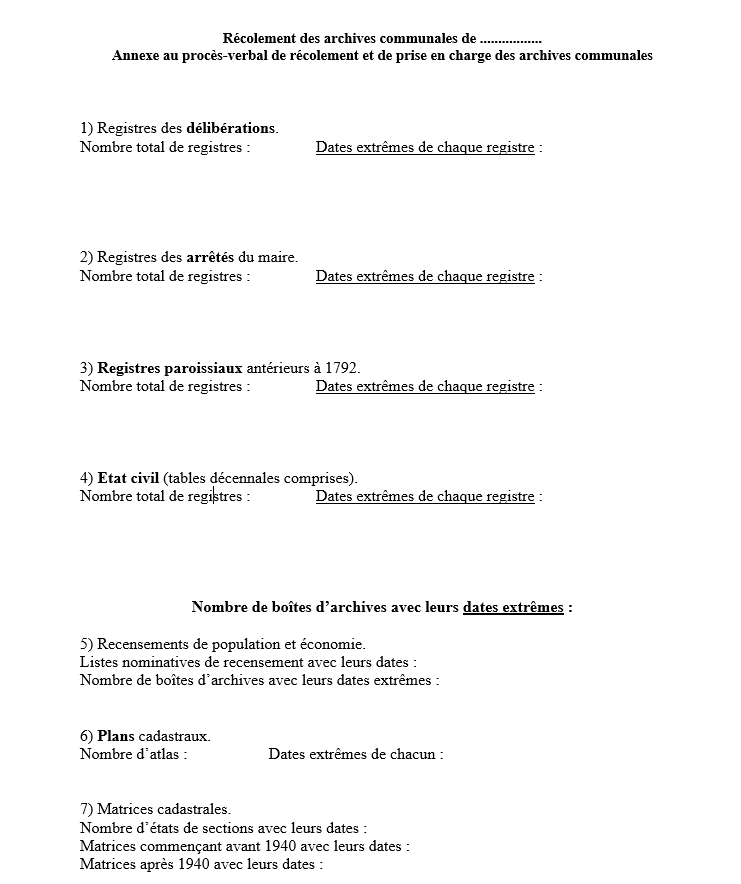 Récolement des archives communales de .................
Annexe au procès-verbal de récolement et de prise en charge des archives communales
1) Registres des délibérations.
Nombre total de registres : Dates extrêmes de chaque registre :
2) Registres des arrêtés du maire.
Nombre total de registres : Dates extrêmes de chaque registre :
3) Registres paroissiaux antérieurs à 1792.
Nombre total de registres : Dates extrêmes de chaque registre :
4) Etat civil (tables décennales comprises).
Nombre total de registres : Dates extrêmes de chaque registre :
Nombre de boîtes d’archives avec leurs dates extrêmes :
5) Recensements de population et économie.
Listes nominatives de recensement avec leurs dates :
Nombre de boîtes d’archives avec leurs dates extrêmes :
6) Plans cadastraux.
Nombre d’atlas : Dates extrêmes de chacun :
7) Matrices cadastrales.
Nombre d’états de sections avec leurs dates :
Matrices commençant avant 1940 avec leurs dates :
Matrices après 1940 avec leurs dates :